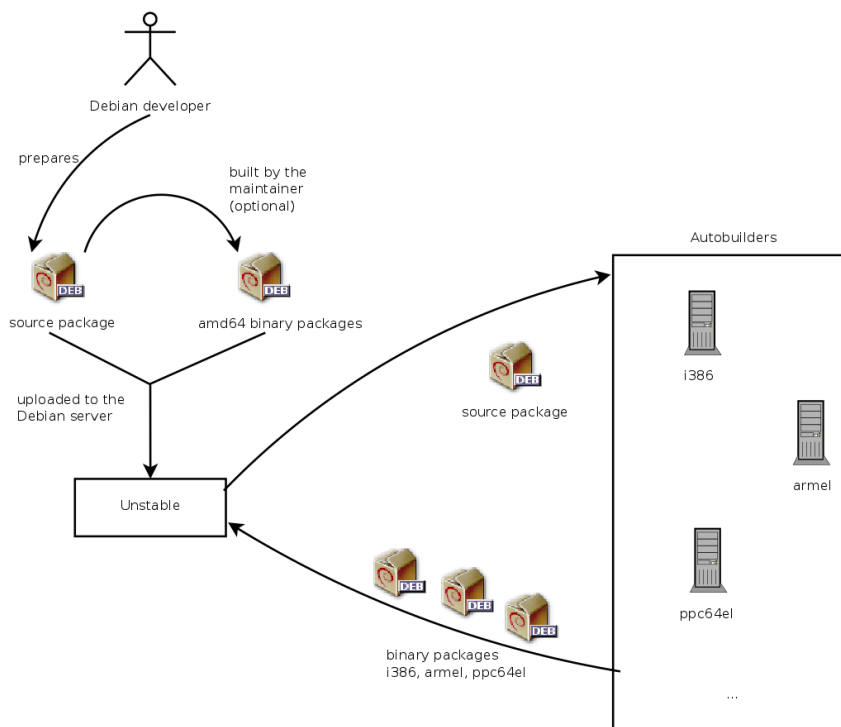 Debian developer
prepares
built by the
maintainer
(optional)
DEB
DEB
source package
amd64 binary packages
uploaded to the
Debian server
Unstable
DEB
source package
Autobuilders
i386
armel
ppc64el
...
DEB
DEB
DEB
binary packages
i386, armel, ppc64el